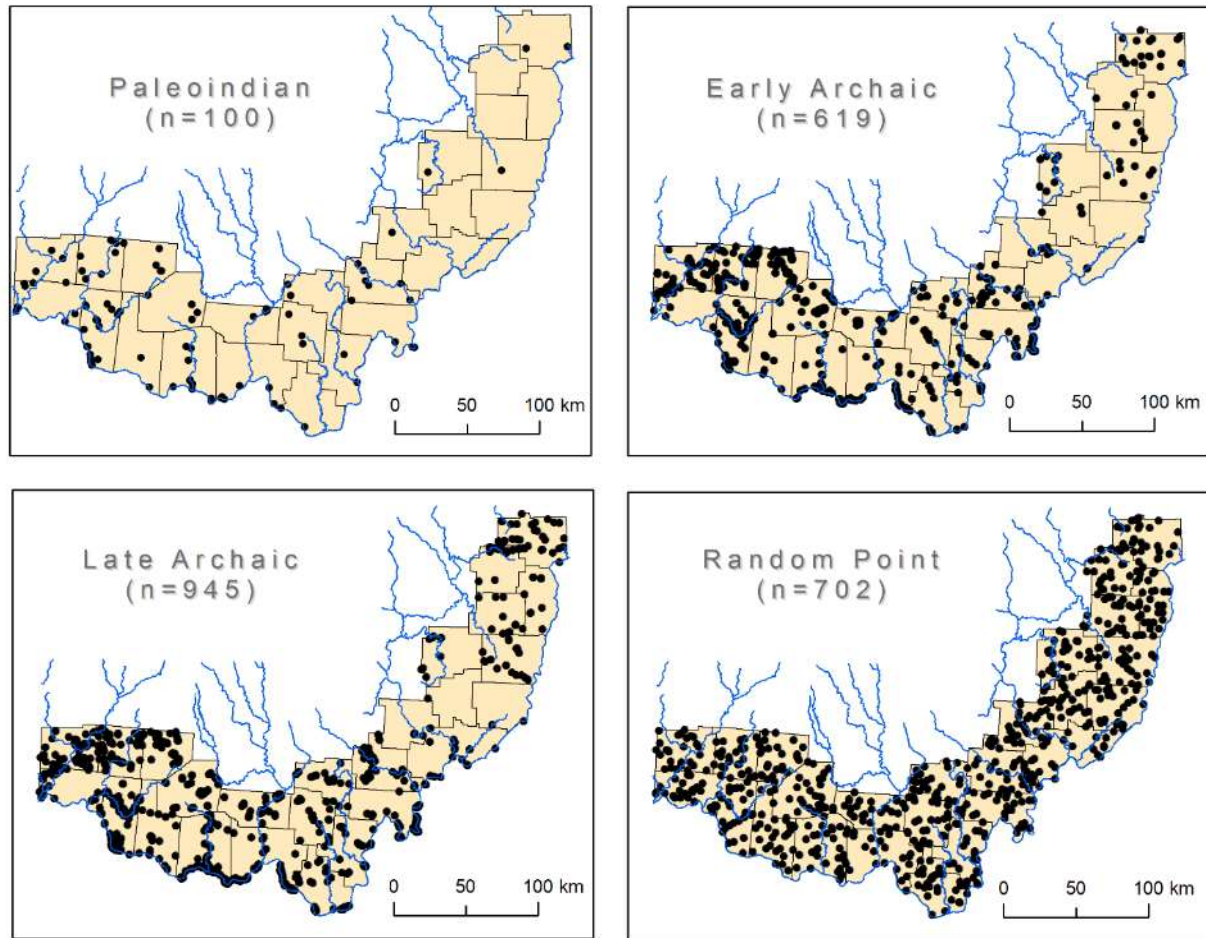 Paleoindian
(n=100)
0 50 100 km
Early Archaic
(n=619)
0 50 100 km
Late Archaic
(n=945)
0 50 100 km
Random Point
(n=702)
0 50 100 km